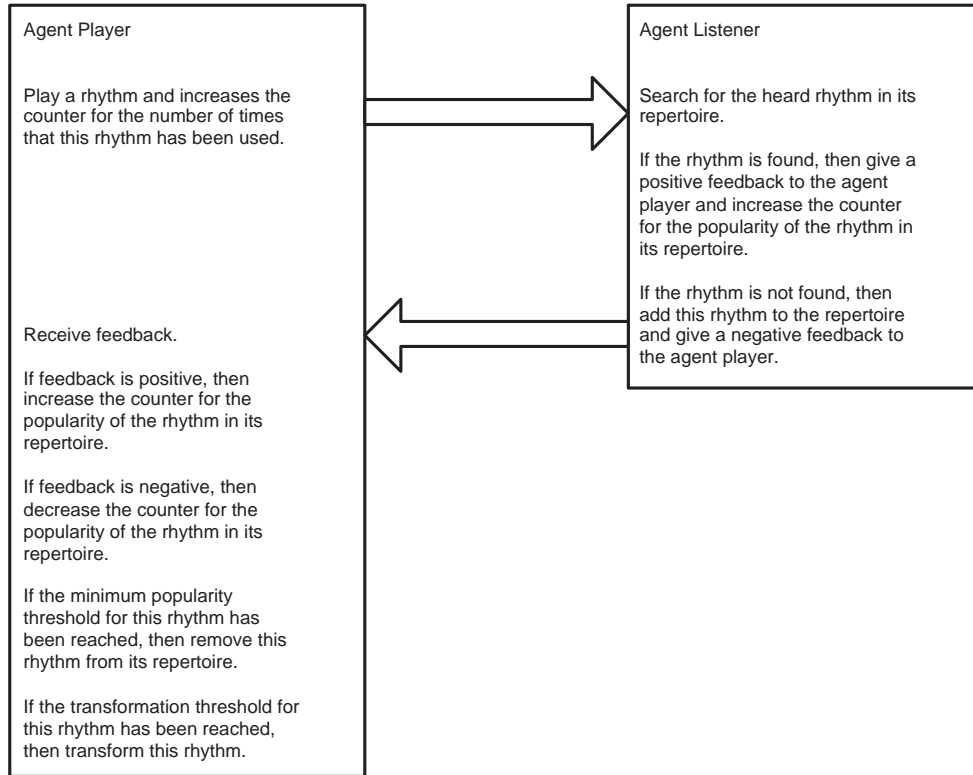 Agent Player
Play a rhythm and increases the
counter for the number of times
that this rhythm has been used.
Receive feedback.
If feedback is positive, then
increase the counter for the
popularity of the rhythm in its
repertoire.
If feedback is negative, then
decrease the counter for the
popularity of the rhythm in its
repertoire.
If the minimum popularity
threshold for this rhythm has
been reached, then remove this
rhythm from its repertoire.
If the transformation threshold for
this rhythm has been reached,
then transform this rhythm.
Agent Listener
Search for the heard rhythm in its
repertoire.
If the rhythm is found, then give a
positive feedback to the agent
player and increase the counter
for the popularity of the rhythm in
its repertoire.
If the rhythm is not found, then
add this rhythm to the repertoire
and give a negative feedback to
the agent player.